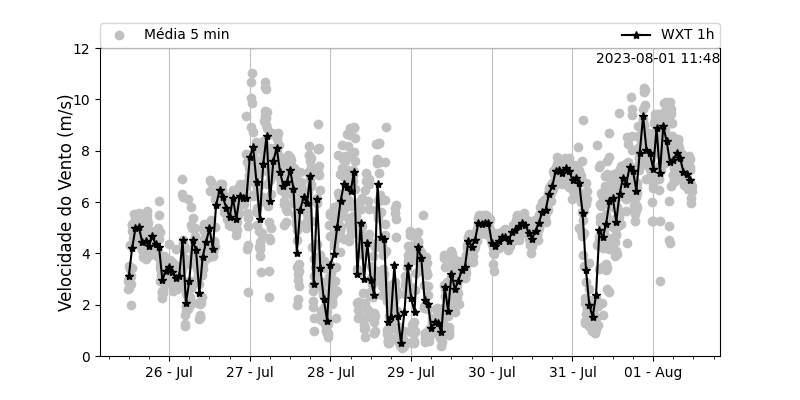 Média 5 min
WXT 1h
2023-08-01 11:48
Velocidade do Vento (m/s)
12
10
8
6
4
2
0
26 - Jul
27 - Jul
28 - Jul
29 - Jul
30 - Jul
31 - Jul
01 - Aug